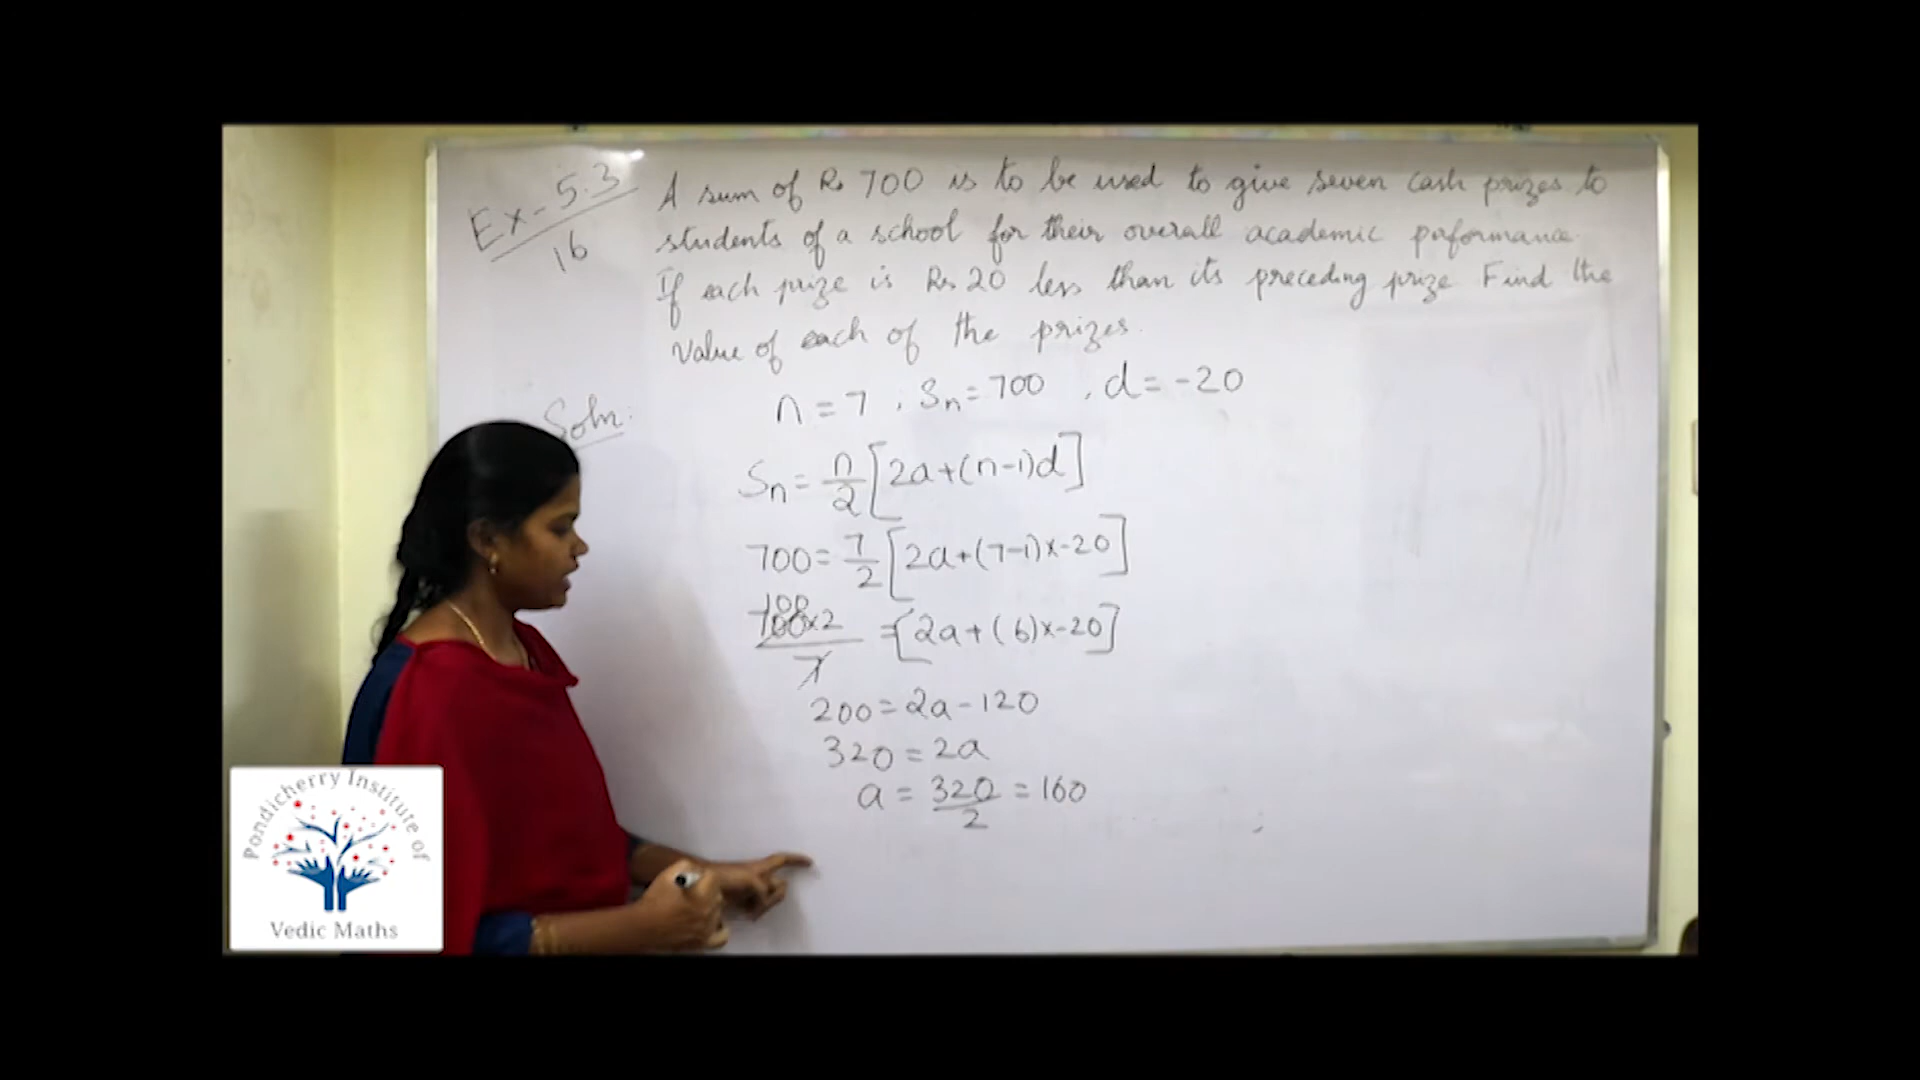 Ex-5.3
16
A sum of Rs 700 is to be used to give seven cash prizes to
students of a school for their overall academic performance.
If each prize is Rs 20 less than its preceding prize Find the
Value of each of the prizes.
Soln:
n=7, Sn=700, d=-20
Sn=n/2[2a+(n-1)d]
700=7/2[2a+(7-1)x-20]
100
700x2/7=[2a+(6)x-20]
200=2a-120
320=2a
a=320/2=160
Pondicherry Institute of
Vedic Maths